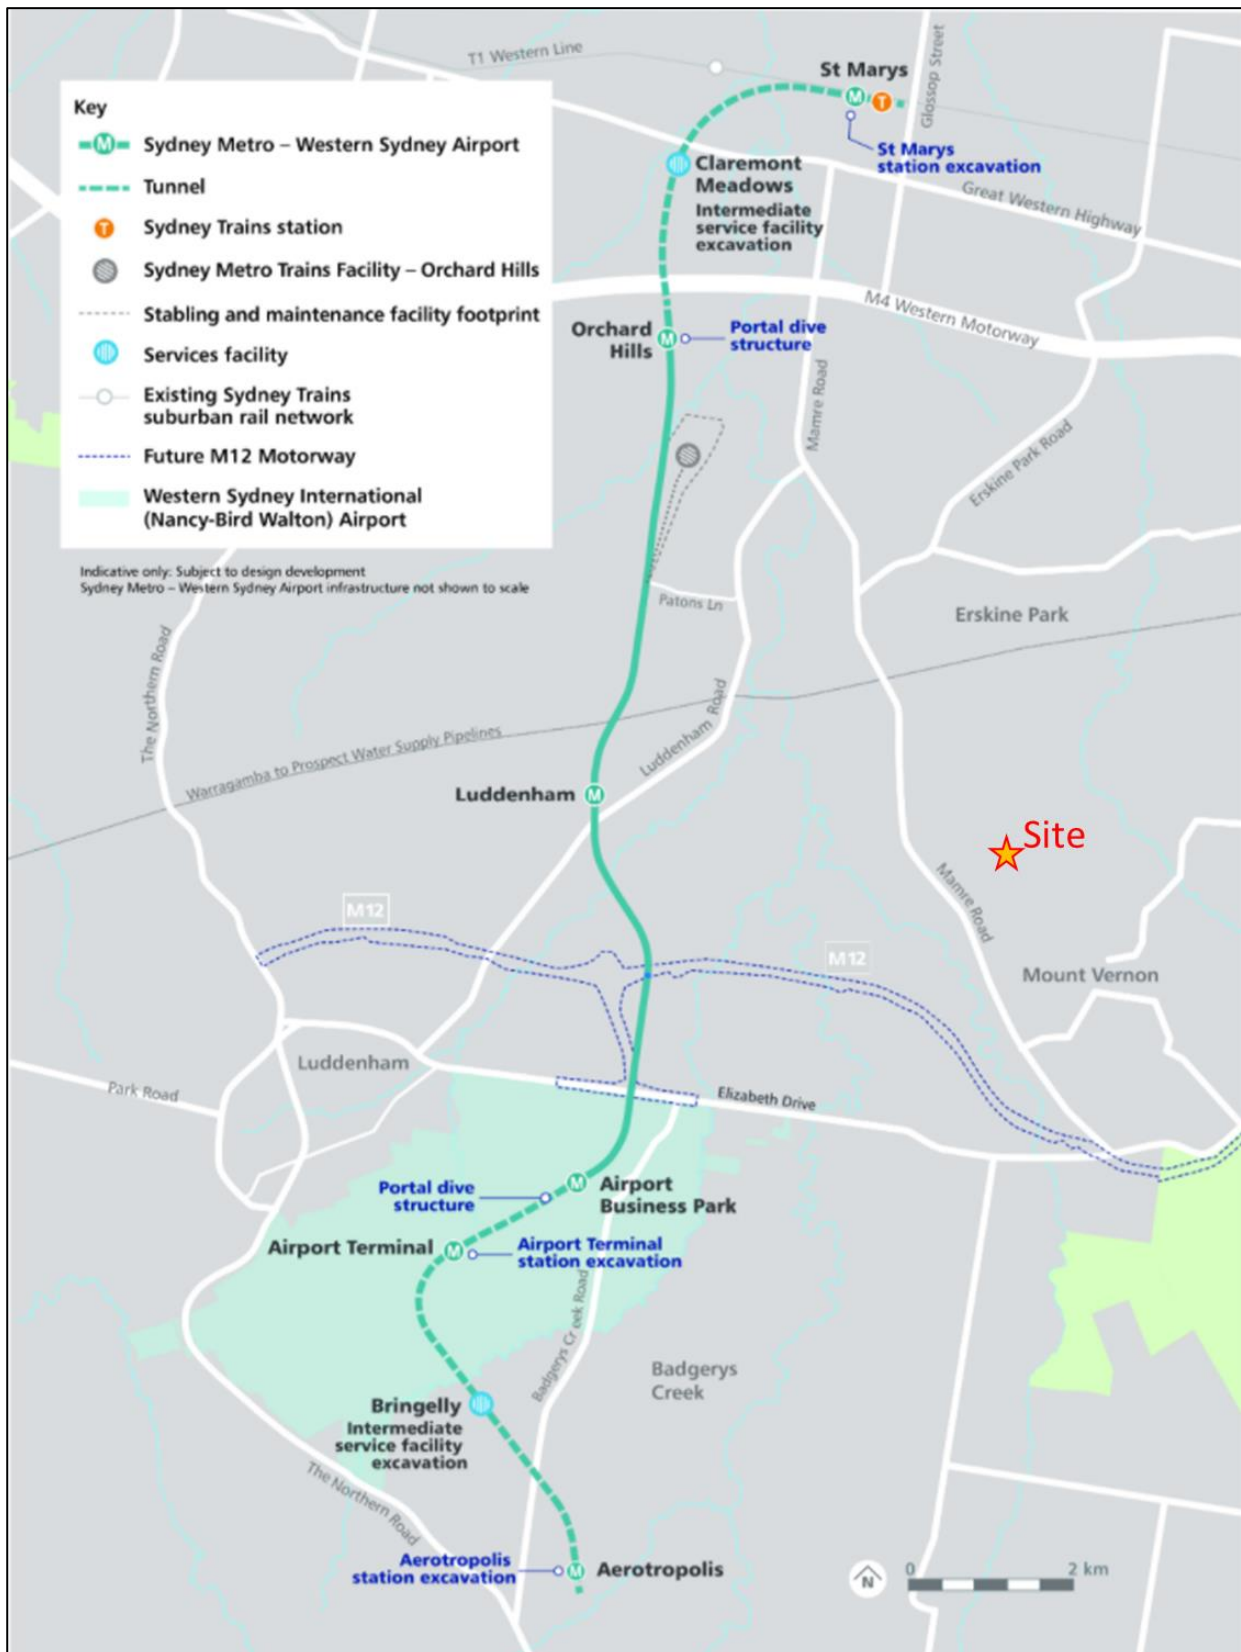 T1 Western Line
St Marys
M
T
Glossop Street
St Marys
station excavation
Great Western Highway
Key
M
Sydney Metro – Western Sydney Airport
Tunnel
T
Sydney Trains station
Sydney Metro Trains Facility – Orchard Hills
Stabling and maintenance facility footprint
Services facility
Existing Sydney Trains
suburban rail network
Future M12 Motorway
Western Sydney International
(Nancy-Bird Walton) Airport
Indicative only: Subject to design development
Sydney Metro – Western Sydney Airport infrastructure not shown to scale
Claremont
Meadows
Intermediate
service facility
excavation
M4 Western Motorway
Orchard
Hills
M
Portal dive
structure
Mamre Road
Erskine Park Road
Patons Ln
Erskine Park
The Northern Road
Luddenham Road
Warragamba to Prospect Water Supply Pipelines
Luddenham
M
Site
Mamre Road
M12
M12
Mount Vernon
Luddenham
Park Road
Elizabeth Drive
Portal dive
structure
M
Airport
Business Park
Airport Terminal
M
Airport Terminal
station excavation
Badgerys Creek Road
Badgerys
Creek
Bringelly
Intermediate
service facility
excavation
The Northern Road
Aerotropolis
station excavation
M
Aerotropolis
N
0
2 km